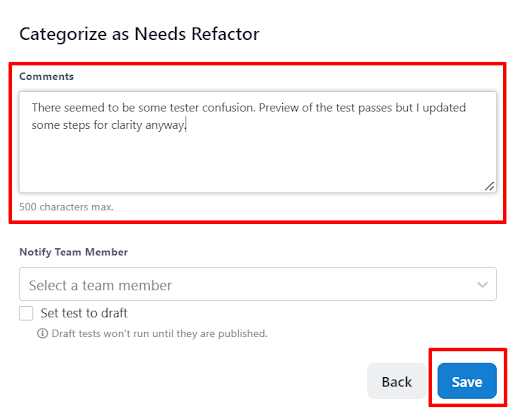 Categorize as Needs Refactor
Comments
There seemed to be some tester confusion. Preview of the test passes but I updated
some steps for clarity anyway.
500 characters max.
Notify Team Member
Select a team member
Set test to draft
Draft tests won't run until they are published.
Back
Save